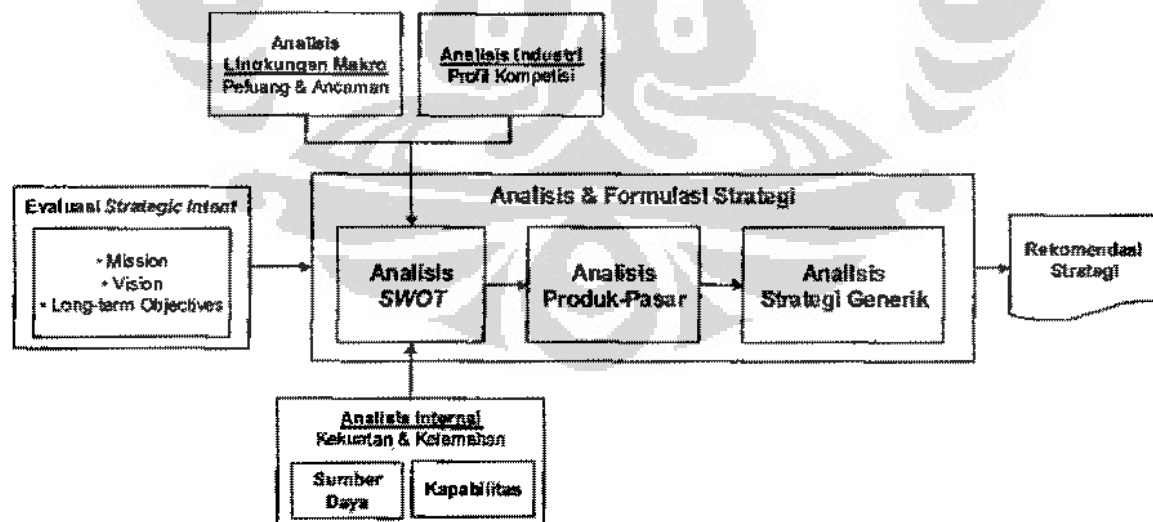 Analisis
Lingkungan Makro
Peluang & Ancaman
Analisis Industri
Profil Kompetisi
Evaluasi Strategic Intent
• Mission
• Vision
• Long-term Objectives
Analisis & Formulasi Strategi
Analisis
SWOT
Analisis
Produk-Pasar
Analisis
Strategi Generik
Rekomendasi
Strategi
Analisis Internal
Kekuatan & Kelemahan
Sumber
Daya
Kapabilitas